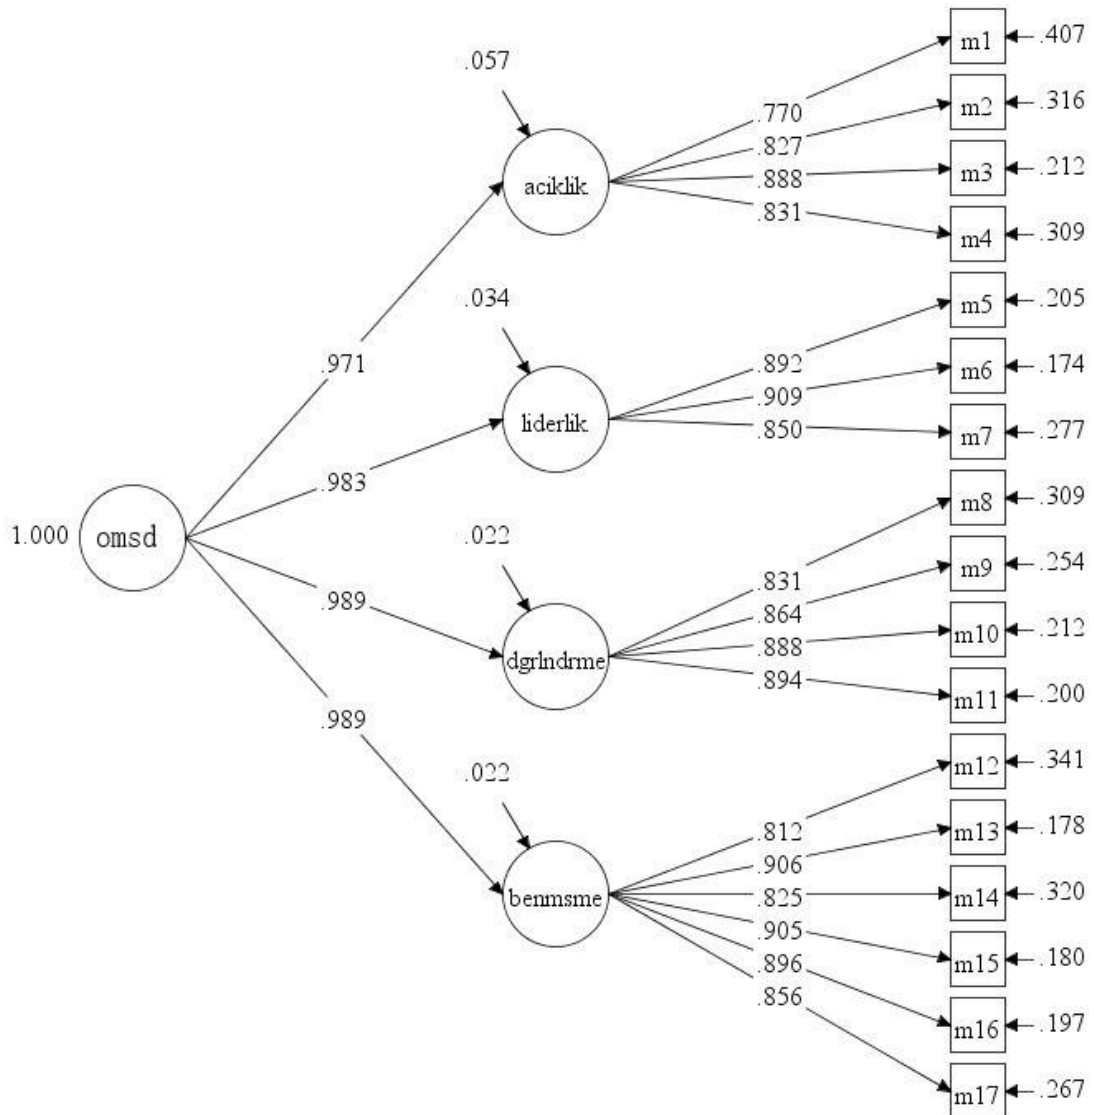 m1 .407
.057
m2 .316
.770
.827
m3 .212
.888
aciklik
.831
m4 .309
.034
m5 .205
.892
m6 .174
.971
.909
liderlik
.850
m7 .277
.983
m8 .309
1.000 omsd
.022
m9 .254
.831
.989
.864
m10 .212
.888
dgrlndrme
.894
m11 .200
.989
m12 .341
.022
m13 .178
.812
.906
m14 .320
benmsme
.825
.905
m15 .180
.896
.856
m16 .197
m17 .267